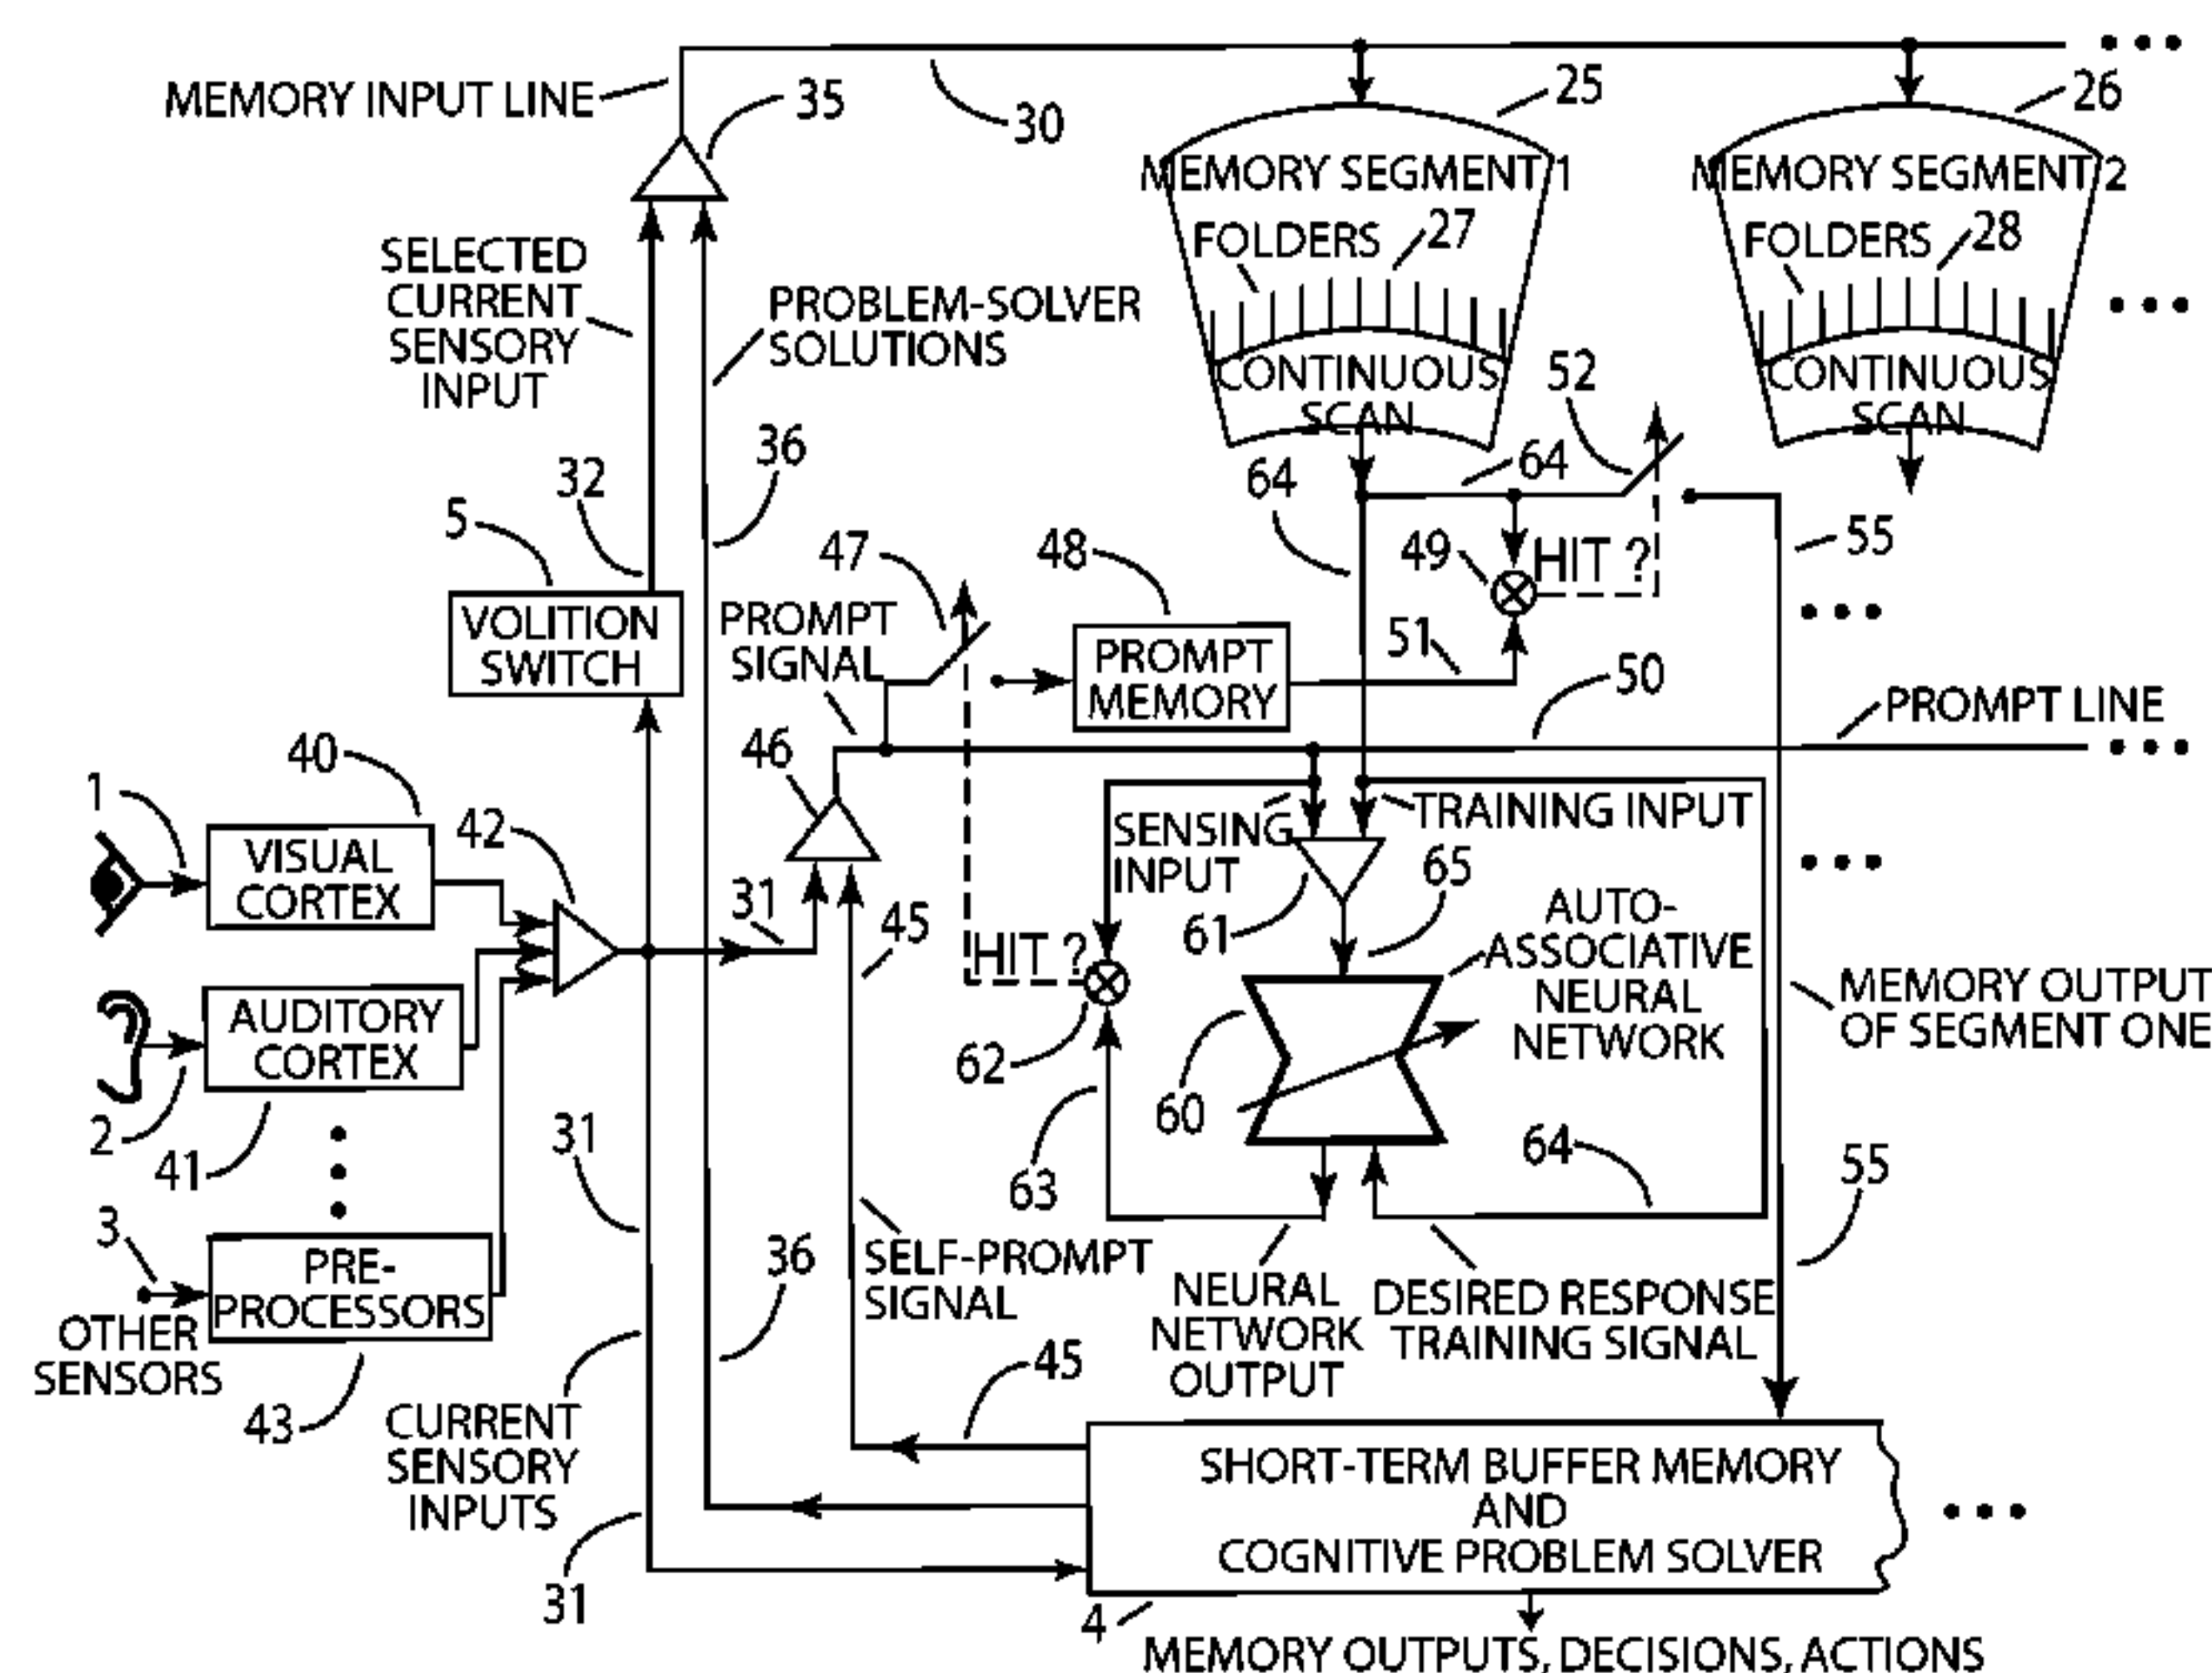 MEMORY INPUT LINE
35
30
25
26
MEMORY SEGMENT 1
MEMORY SEGMENT 2
FOLDERS
27
FOLDERS
28
CONTINUOUS
SCAN
CONTINUOUS
SCAN
SELECTED
CURRENT
SENSORY
INPUT
PROBLEM-SOLVER
SOLUTIONS
36
32
5
36
VOLITION
SWITCH
52
64
64
55
47
48
49
HIT ?
PROMPT
SIGNAL
PROMPT
MEMORY
51
50
PROMPT LINE
46
40
1
42
VISUAL
CORTEX
SENSING
INPUT
TRAINING INPUT
65
61
31
45
AUTO-
ASSOCIATIVE
NEURAL
NETWORK
HIT ?
62
60
MEMORY OUTPUT
OF SEGMENT ONE
AUDITORY
CORTEX
2
41
31
63
64
55
3
PRE-
PROCESSORS
OTHER
SENSORS
43
36
SELF-PROMPT
SIGNAL
45
NEURAL
NETWORK
OUTPUT
DESIRED RESPONSE
TRAINING SIGNAL
CURRENT
SENSORY
INPUTS
31
SHORT-TERM BUFFER MEMORY
AND
COGNITIVE PROBLEM SOLVER
4
MEMORY OUTPUTS, DECISIONS, ACTIONS